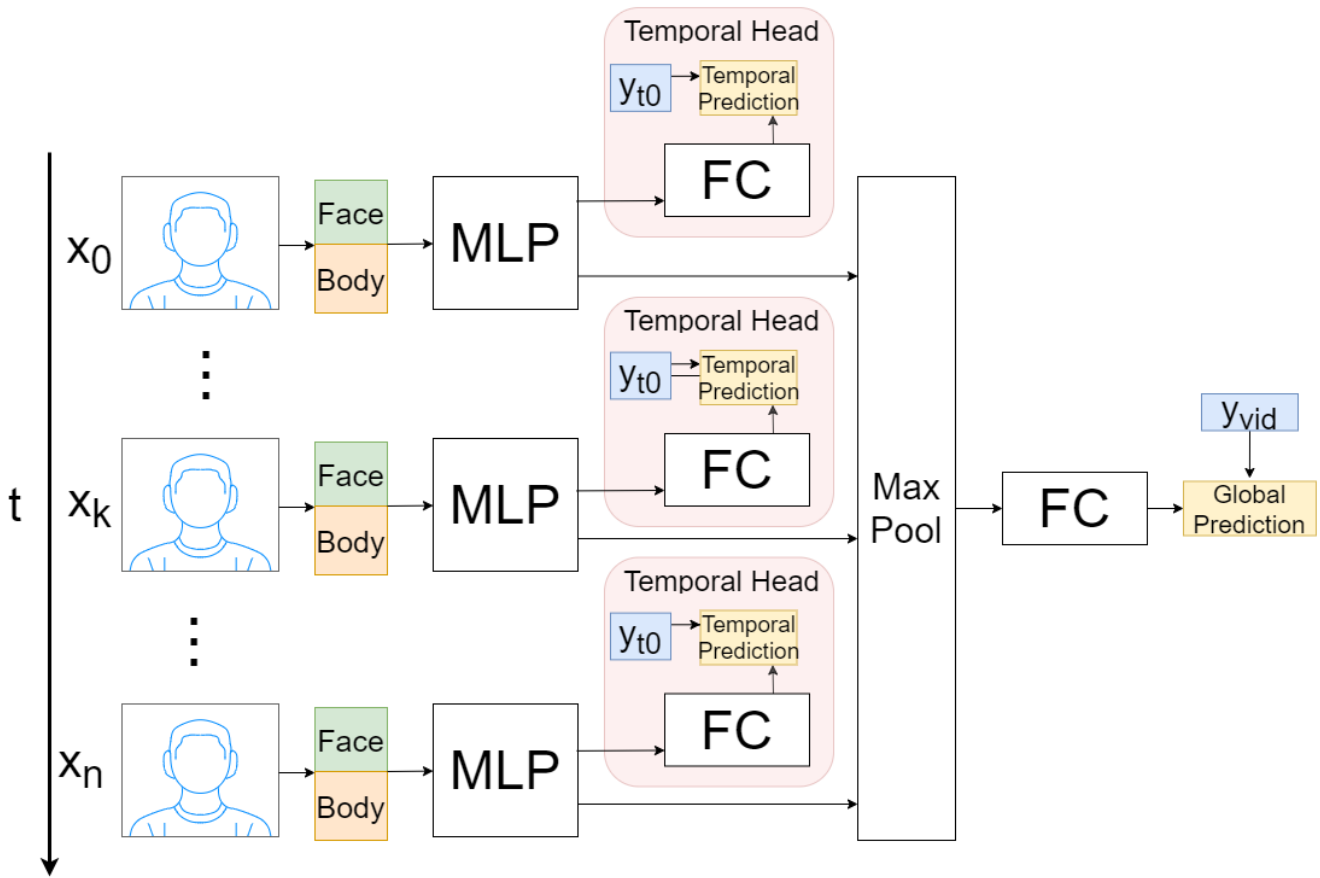 Temporal Head
y_t0
Temporal
Prediction
FC
x_0
Face
Body
MLP
Temporal Head
y_t0
Temporal
Prediction
FC
t
x_k
Face
Body
MLP
Max
Pool
FC
y_vid
Global
Prediction
Temporal Head
y_t0
Temporal
Prediction
FC
x_n
Face
Body
MLP